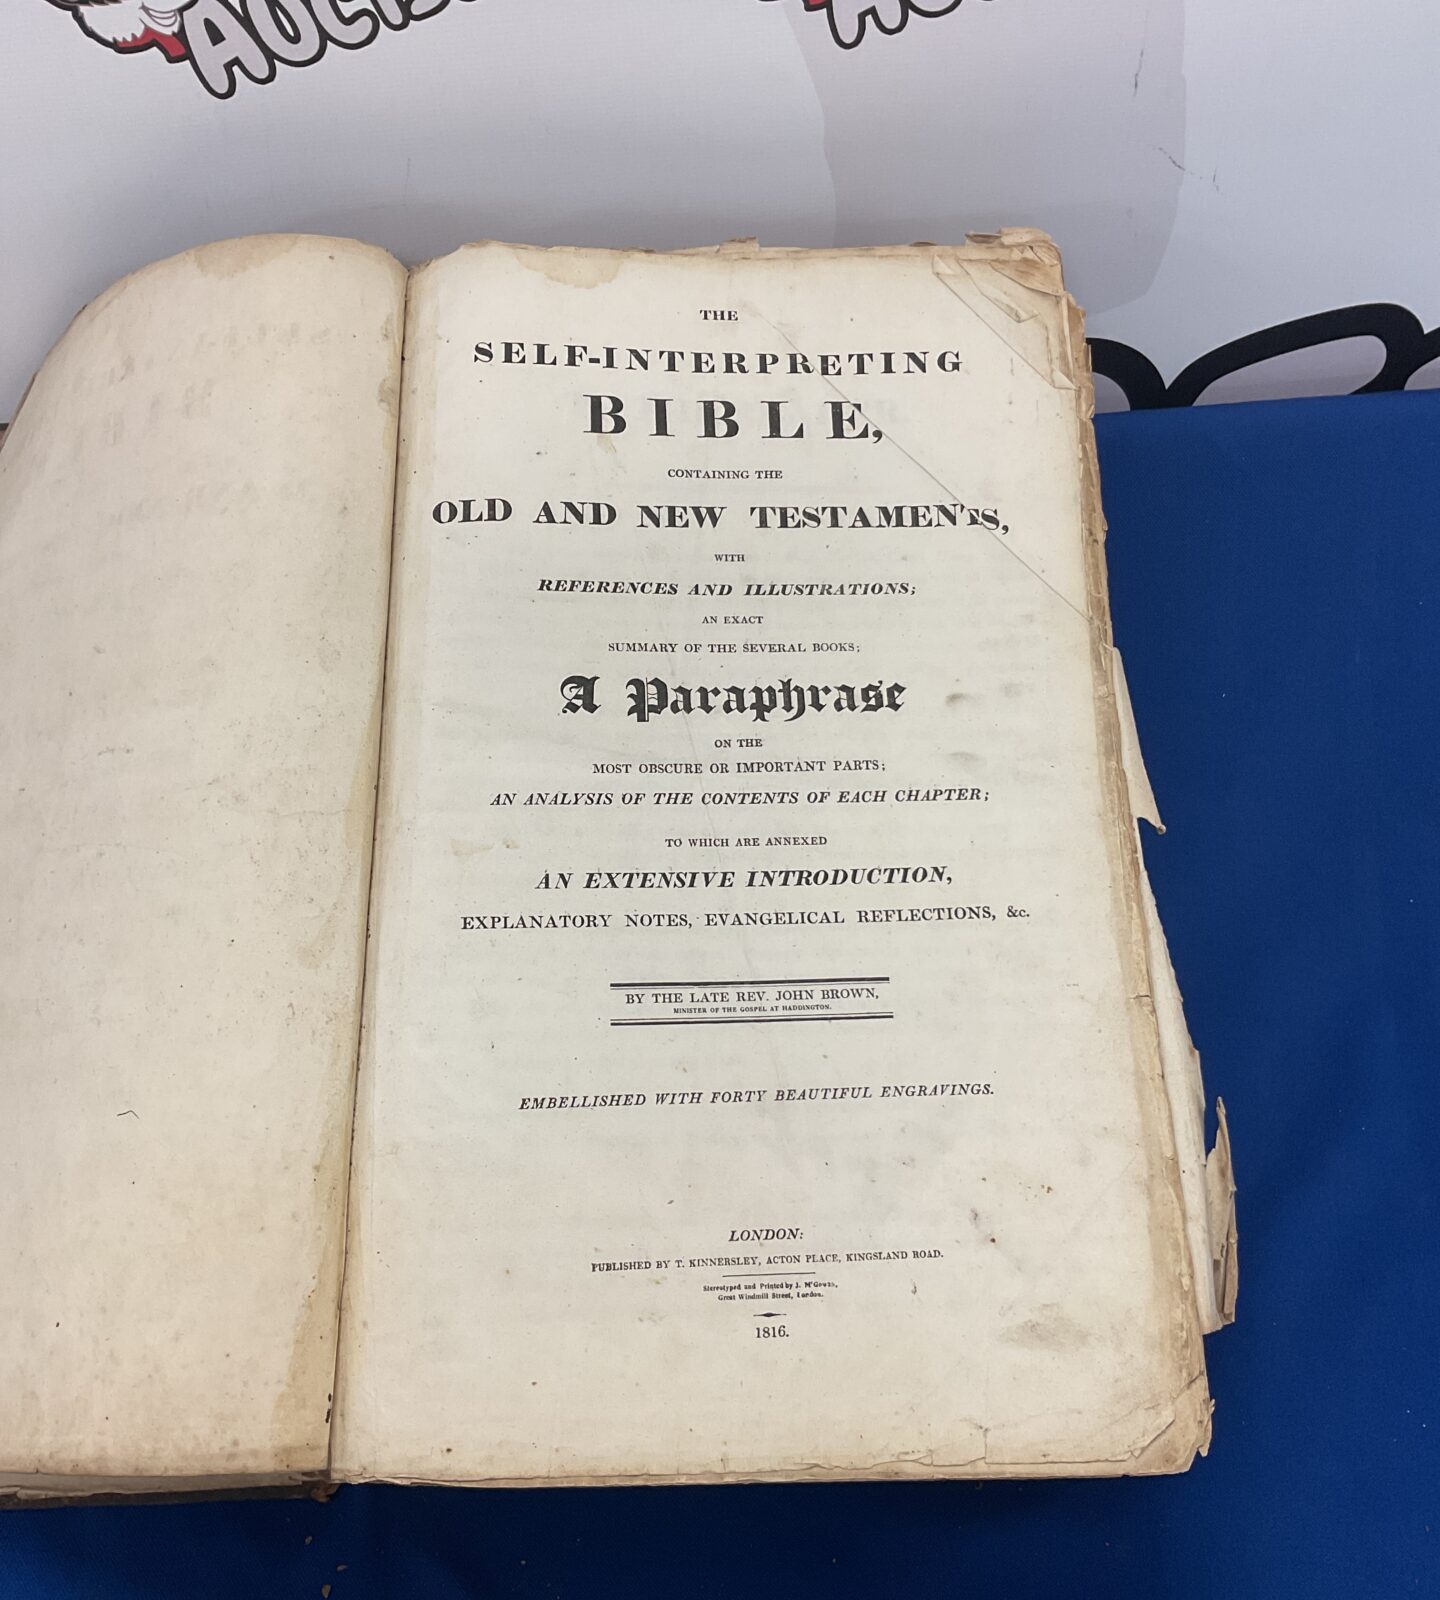 THE
SELF-INTERPRETING
BIBLE,
CONTAINING THE
OLD AND NEW TESTAMENTS,
WITH
REFERENCES AND ILLUSTRATIONS;
AN EXACT
SUMMARY OF THE SEVERAL BOOKS;
A Paraphrase
ON THE
MOST OBSCURE OR IMPORTANT PARTS;
AN ANALYSIS OF THE CONTENTS OF EACH CHAPTER;
TO WHICH ARE ANNEXED
AN EXTENSIVE INTRODUCTION,
EXPLANATORY NOTES, EVANGELICAL REFLECTIONS, &c.
BY THE LATE REV. JOHN BROWN,
MINISTER OF THE GOSPEL AT HADDINGTON.
EMBELLISHED WITH FORTY BEAUTIFUL ENGRAVINGS.
LONDON:
PUBLISHED BY T. KINNERSLEY, ACTON PLACE, KINGSLAND ROAD.
Stereotyped and Printed by J. M'Gowan,
Great Windmill Street, London.
1816.